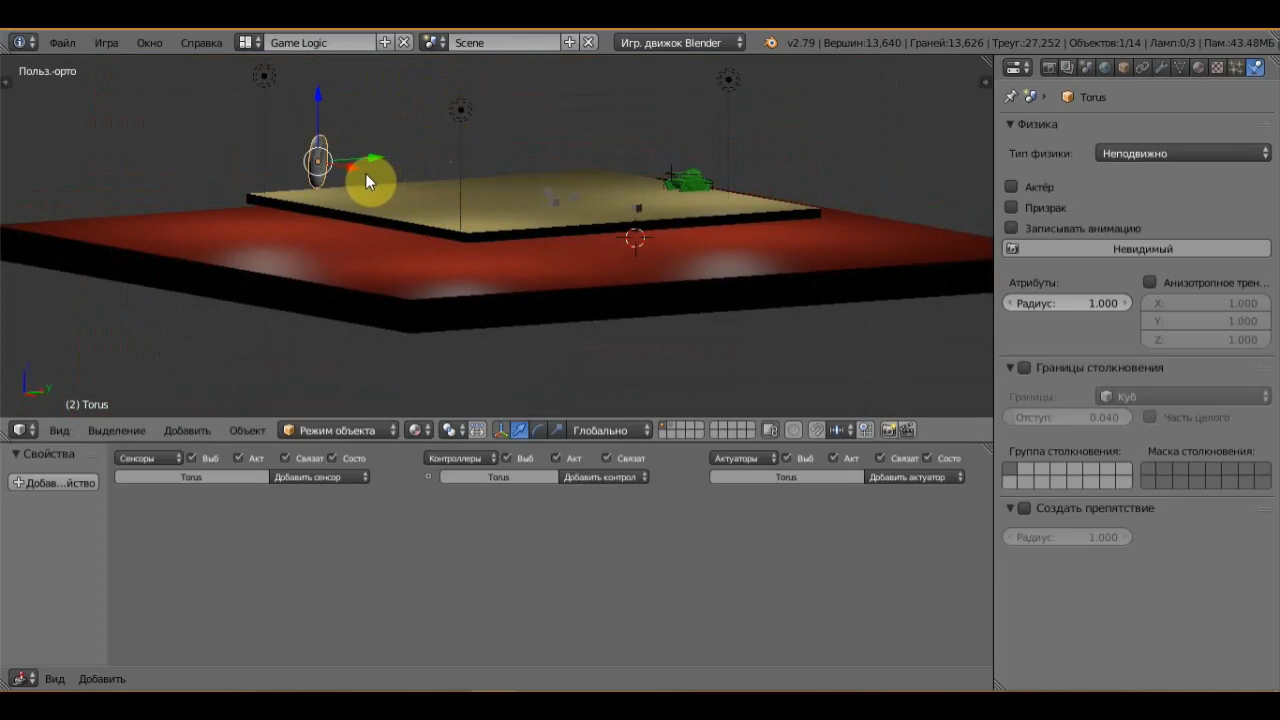 Файл Игра Окно Справка Game Logic Scene Игр. движок Blender v2.79 | Вершин:13,640 | Граней:13,626 | Треуг.:27,252 | Объектов:1/14 | Ламп:0/3 | Пам.:43.48МБ
Польз.-орто
Torus
Физика
Тип физики: Неподвижно
Актёр
Призрак
Записывать анимацию
Невидимый
Атрибуты: Анизотропное трен...
Радиус: 1.000 X: 1.000
Y: 1.000
Z: 1.000
Границы столкновения
Границы: Куб
Отступ: 0.040 Часть целого
y
(2) Torus
Вид Выделение Добавить Объект Режим объекта Глобально
Свойства
Сенсоры Выб Акт Связат Состо Контроллеры Выб Акт Связат Актуаторы Выб Акт Связат Состо
Группа столкновения: Маска столкновения:
Добав...йство Torus Добавить сенсор Torus Добавить контрол Torus Добавить актуатор
Создать препятствие
Радиус: 1.000
Вид Добавить